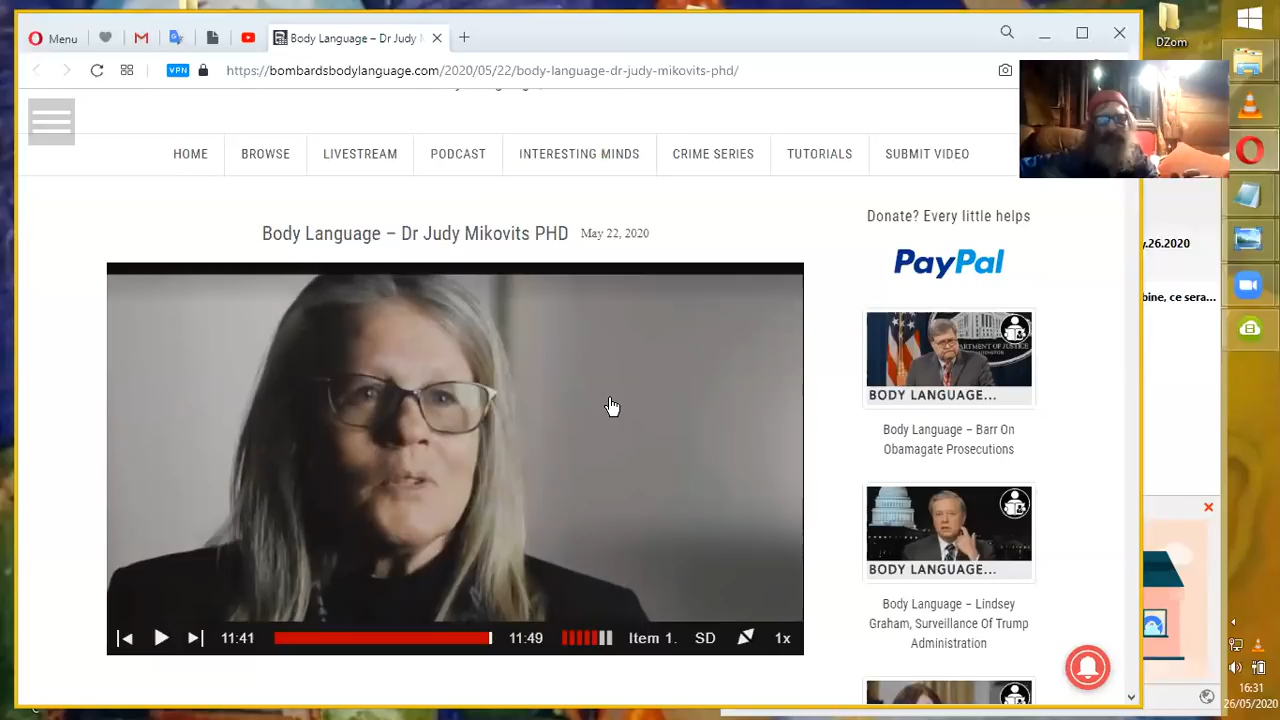 Menu
Body Language – Dr Judy M
DZom
VPN
https://bombardsbodylanguage.com/2020/05/22/body-language-dr-judy-mikovits-phd/
HOME
BROWSE
LIVESTREAM
PODCAST
INTERESTING MINDS
CRIME SERIES
TUTORIALS
SUBMIT VIDEO
Body Language – Dr Judy Mikovits PHD May 22, 2020
Donate? Every little helps
PayPal
DEPARTMENT OF JUSTICE
BODY LANGUAGE...
Body Language – Barr On
Obamagate Prosecutions
BODY LANGUAGE...
Body Language – Lindsey
Graham, Surveillance Of Trump
Administration
11:41
11:49
Item 1.
SD
1x
y.26.2020
bine, ce sera...
16:31
26/05/2020